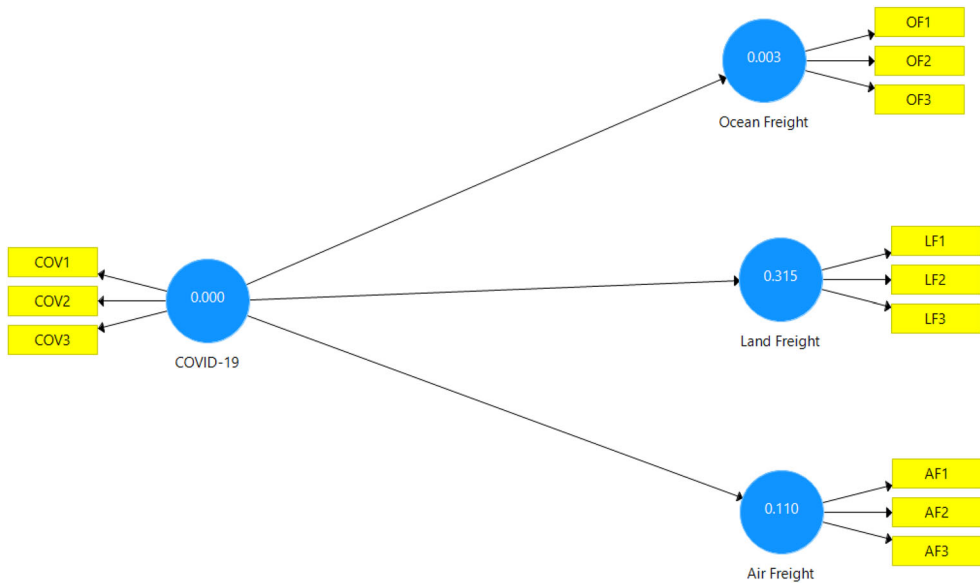 OF1
0.003
OF2
OF3
Ocean Freight
LF1
COV1
0.315
LF2
0.000
COV2
LF3
COV3
Land Freight
COVID-19
AF1
0.110
AF2
AF3
Air Freight